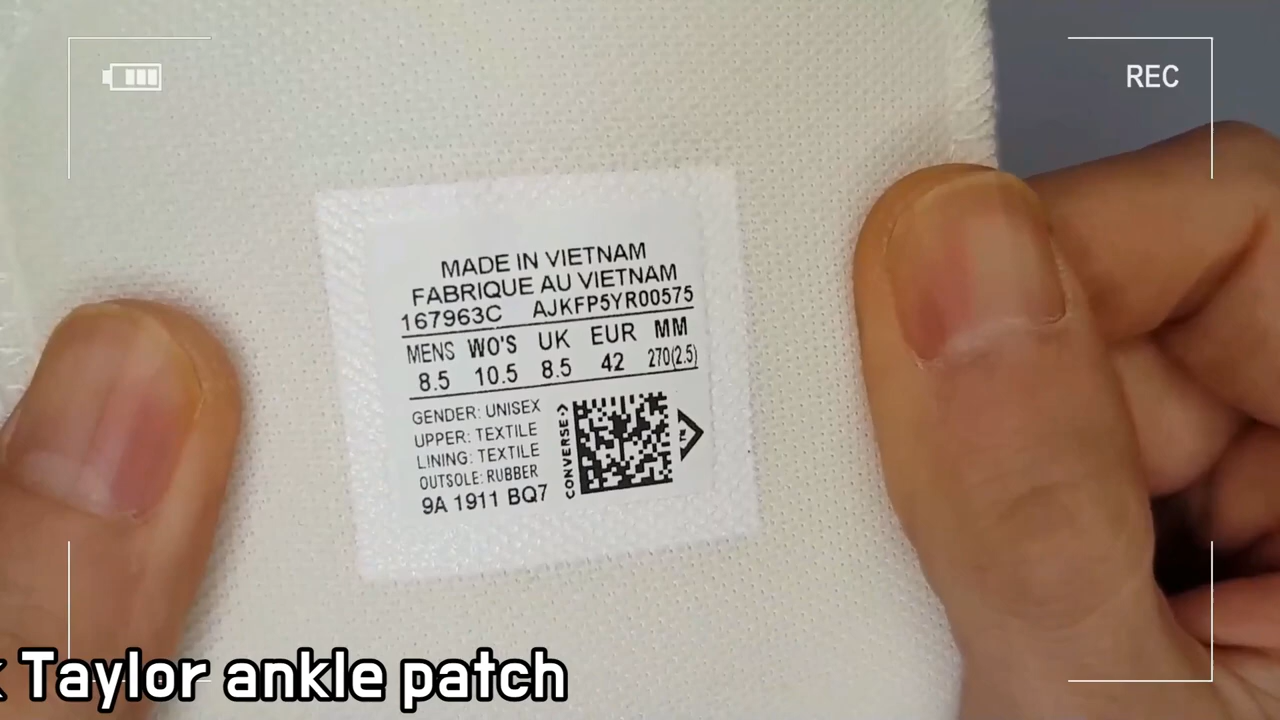 REC
MADE IN VIETNAM
FABRIQUE AU VIETNAM
167963C AJKFP5YR00575
MENS WO'S UK EUR MM
8.5 10.5 8.5 42 270(2.5)
GENDER: UNISEX
UPPER: TEXTILE
LINING: TEXTILE
OUTSOLE: RUBBER
9A 1911 BQ7
CONVERSE
TM
Taylor ankle patch